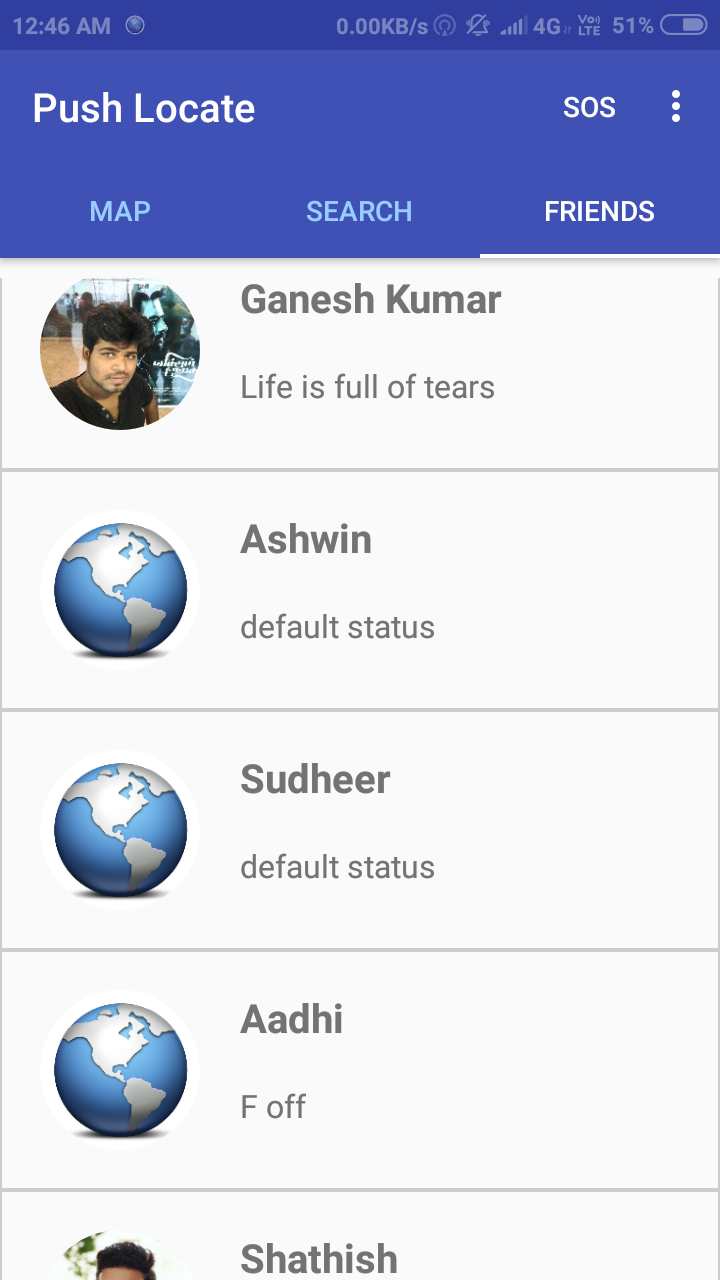 12:46 AM 0.00KB/s 4G Vo LTE 51%
Push Locate SOS
MAP SEARCH FRIENDS
Ganesh Kumar
Life is full of tears
Ashwin
default status
Sudheer
default status
Aadhi
F off
Shathish